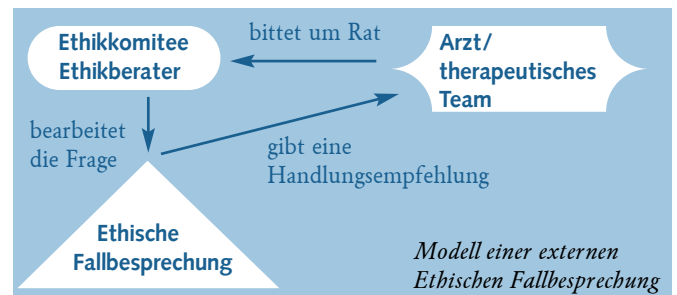 Ethikkomitee
Ethikberater
bittet um Rat
Arzt/
therapeutisches
Team
bearbeitet
die Frage
gibt eine
Handlungsempfehlung
Ethische
Fallbesprechung
Modell einer externen
Ethischen Fallbesprechung